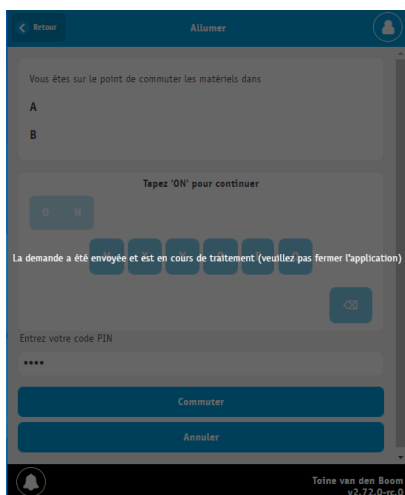 Retour
Allumer
Vous êtes sur le point de commuter les matériels dans
A
B
Tapez 'ON' pour continuer
O N
La demande a été envoyée et est en cours de traitement (veuillez pas fermer l'application)
Entrez votre code PIN
••••
Commuter
Annuler
Toine van den Boom
v2.72.0-rc.0